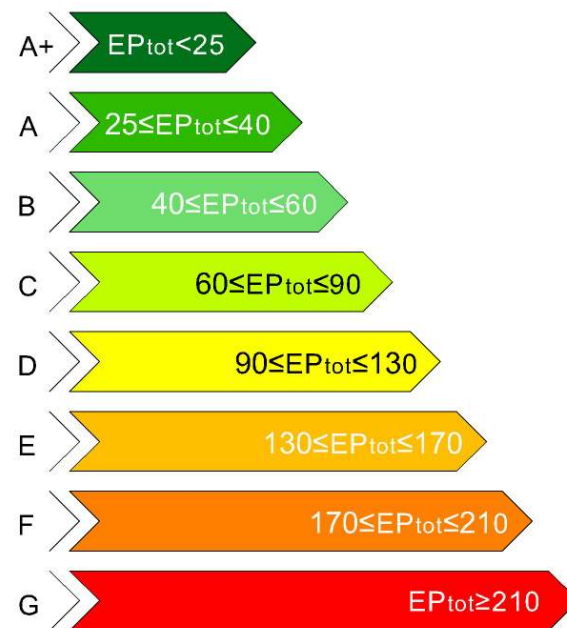 A+ EPtot<25
A 25≤EPtot≤40
B 40≤EPtot≤60
C 60≤EPtot≤90
D 90≤EPtot≤130
E 130≤EPtot≤170
F 170≤EPtot≤210
G EPtot≥210